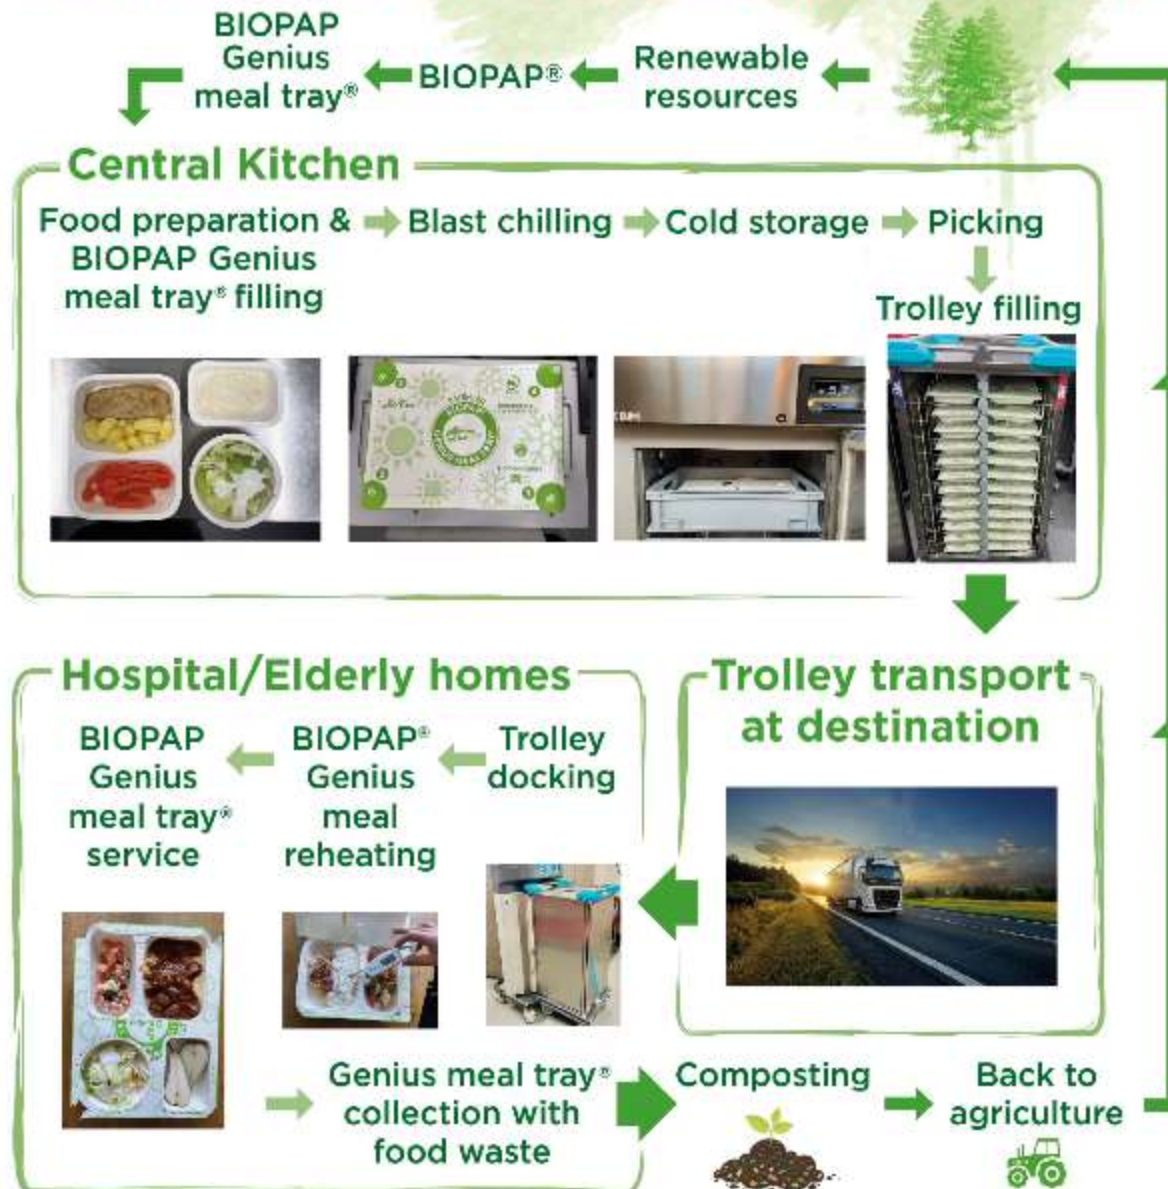 BIOPAP
Genius
meal tray®
BIOPAP®
Renewable
resources
Central Kitchen
Food preparation &
BIOPAP Genius
meal tray® filling
Blast chilling
Cold storage
Picking
Trolley filling
Hospital/Elderly homes
Trolley transport
at destination
BIOPAP
Genius
meal tray®
service
BIOPAP®
Genius
meal
reheating
Trolley
docking
Genius meal tray®
collection with
food waste
Composting
Back to
agriculture